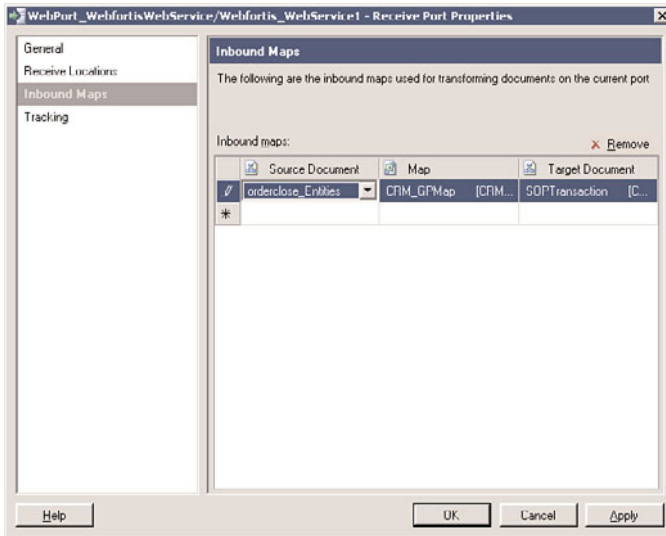 WebPort_WebfortisWebService/Webfortis_WebService1 - Receive Port Properties
General
Receive Locations
Inbound Maps
Tracking
Inbound Maps
The following are the inbound maps used for transforming documents on the current port
Inbound maps:
Remove
Source Document Map Target Document
orderclose_Entities CRM_GPMap [CRM... SOPTransaction [C...
Help OK Cancel Apply